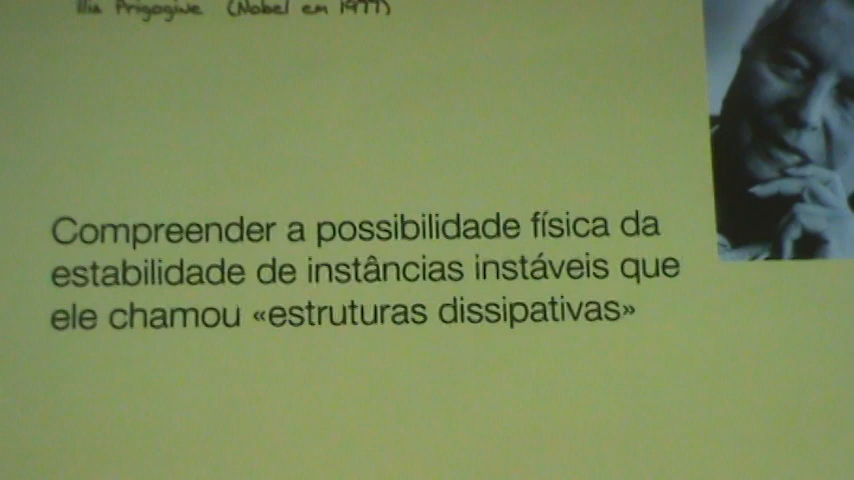 Ilia Prigogine (Nobel em 1977)
Compreender a possibilidade física da
estabilidade de instâncias instáveis que
ele chamou «estruturas dissipativas»